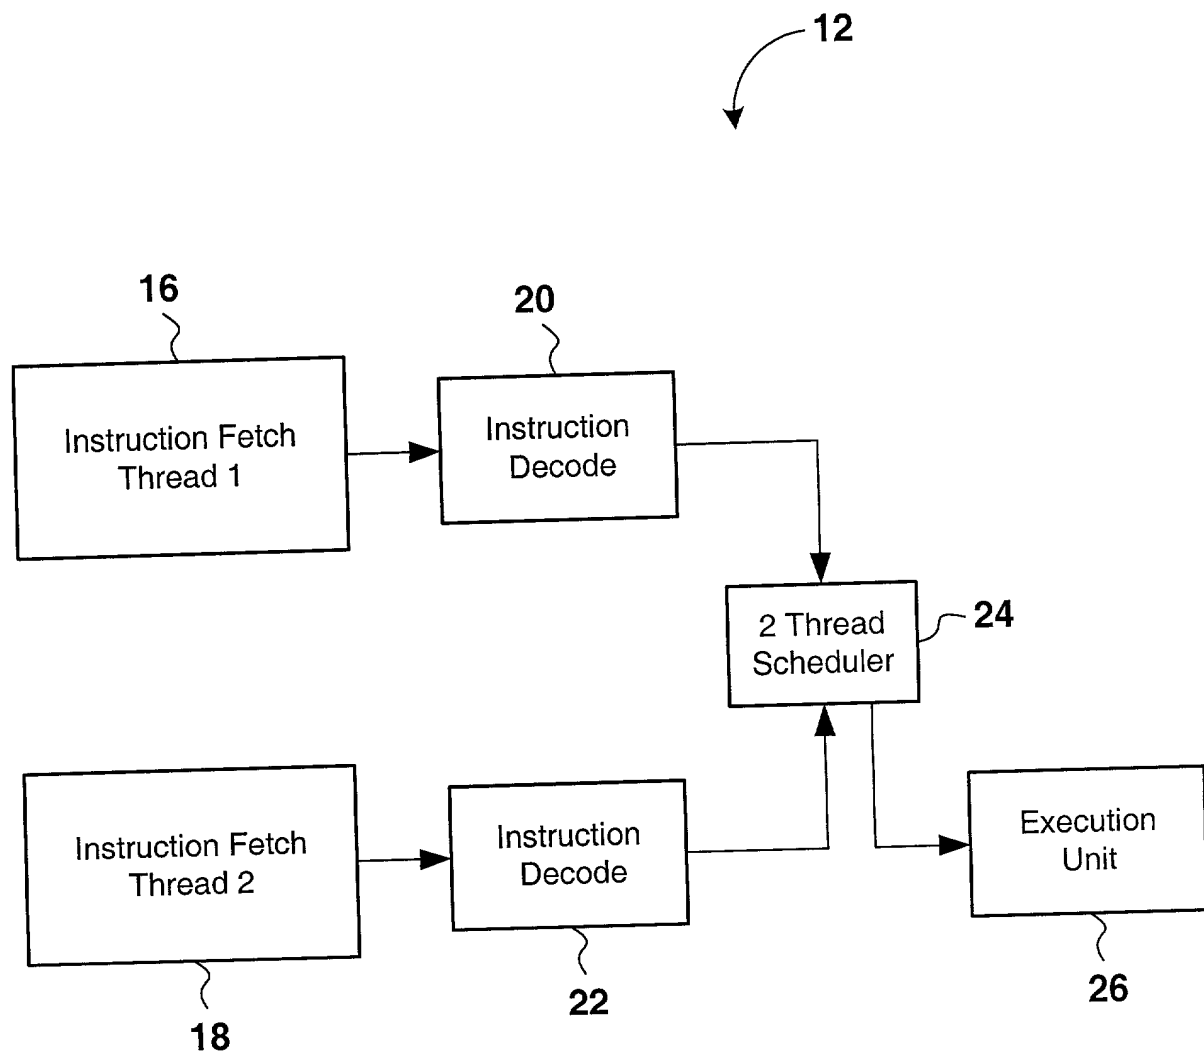 12
16
20
Instruction Fetch
Thread 1
Instruction
Decode
2 Thread
Scheduler
24
Instruction Fetch
Thread 2
Instruction
Decode
Execution
Unit
18
22
26